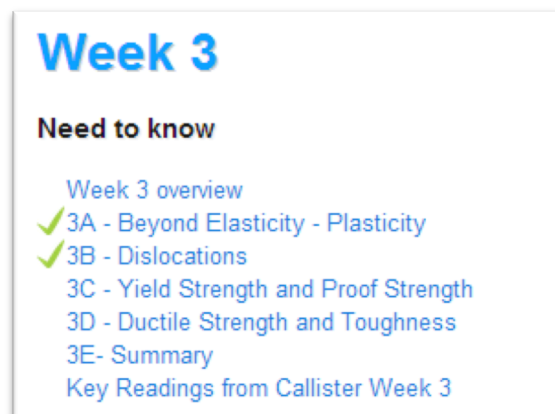 Week 3
Need to know
Week 3 overview
3A - Beyond Elasticity - Plasticity
3B - Dislocations
3C - Yield Strength and Proof Strength
3D - Ductile Strength and Toughness
3E- Summary
Key Readings from Callister Week 3